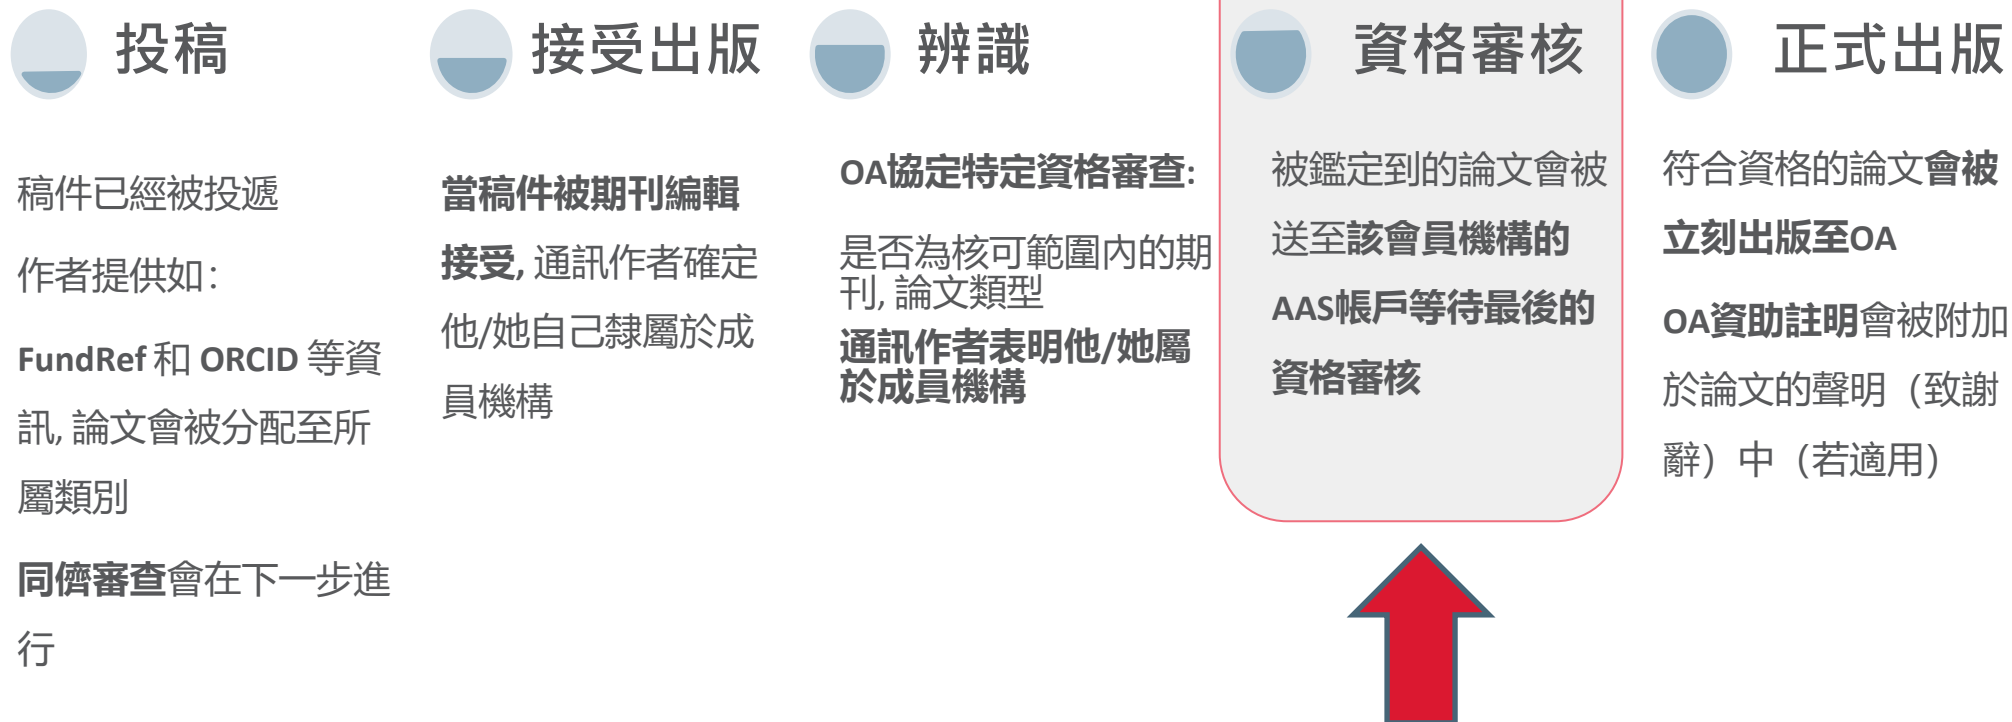 投稿
稿件已經被投遞
作者提供如：
FundRef 和 ORCID 等資
訊, 論文會被分配至所
屬類別
同儕審查會在下一步進
行
接受出版
當稿件被期刊編輯
接受, 通訊作者確定
他/她自己隸屬於成
員機構
辨識
OA協定特定資格審查:
是否為核可範圍內的期
刊, 論文類型
通訊作者表明他/她屬
於成員機構
資格審核
被鑑定到的論文會被
送至該會員機構的
AAS帳戶等待最後的
資格審核
正式出版
符合資格的論文會被
立刻出版至OA
OA資助註明會被附加
於論文的聲明（致謝
辭）中（若適用）